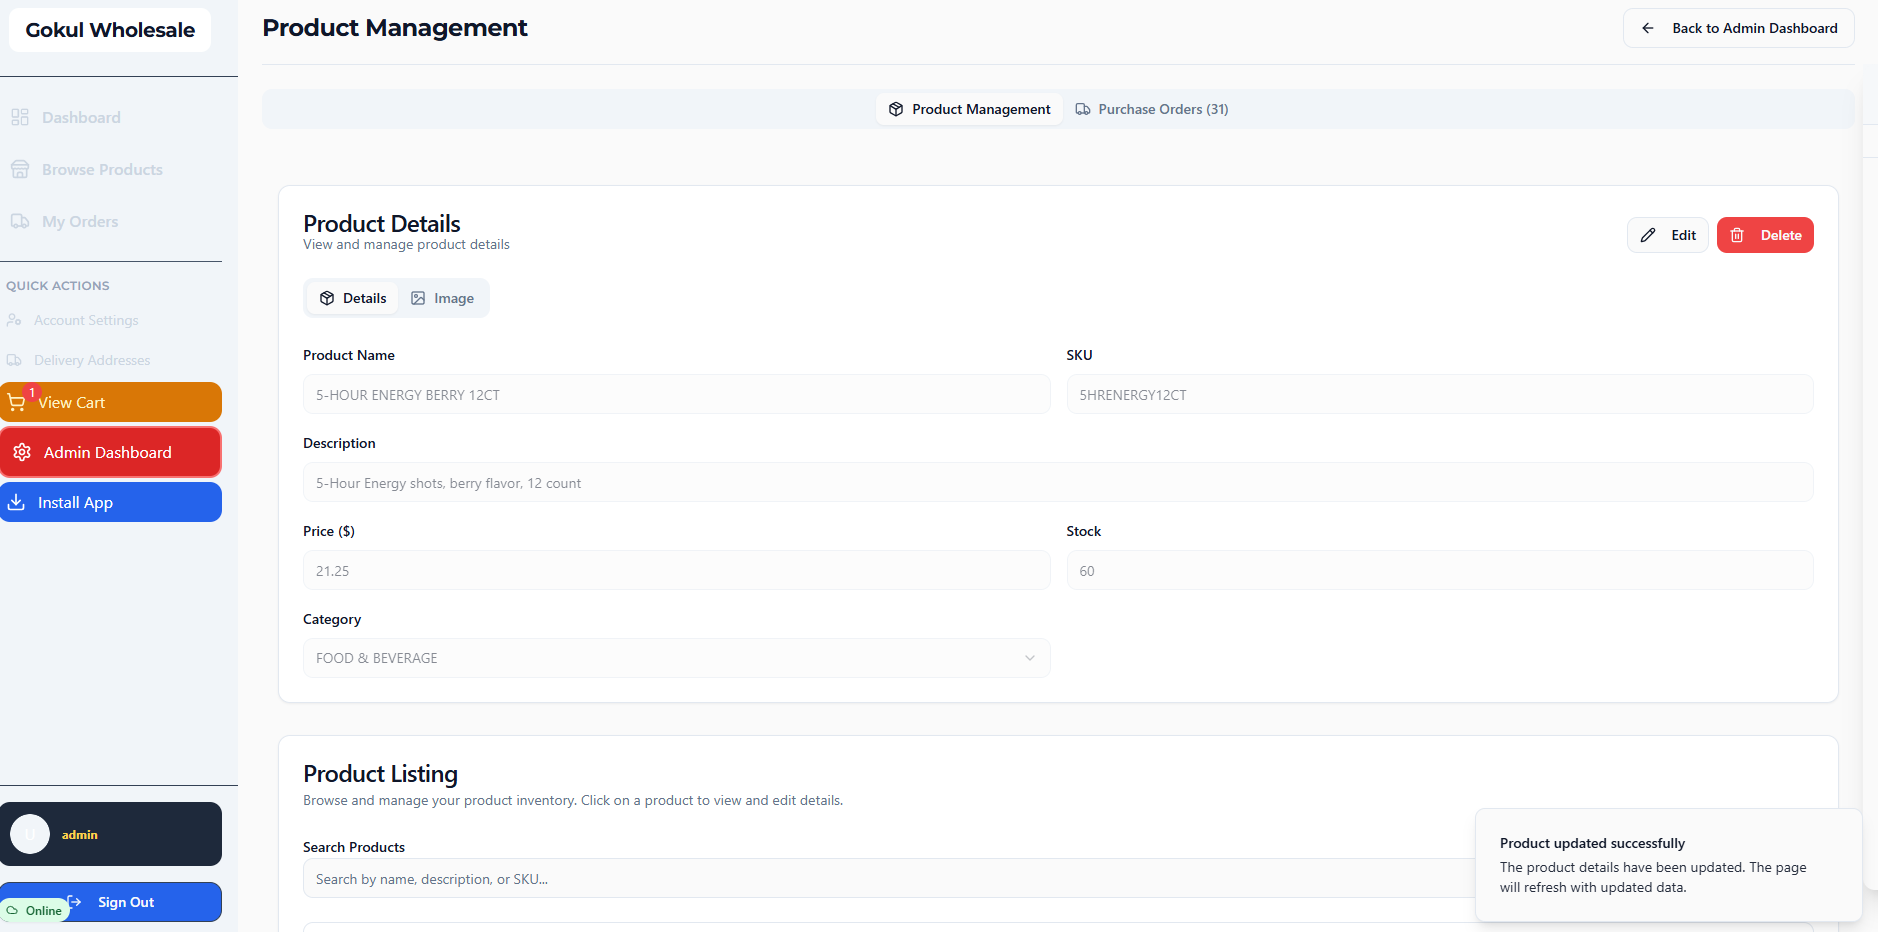 Gokul Wholesale
Product Management
Back to Admin Dashboard
Dashboard
Browse Products
My Orders
QUICK ACTIONS
Account Settings
Delivery Addresses
1
View Cart
Admin Dashboard
Install App
Product Management
Purchase Orders (31)
Product Details
View and manage product details
Edit
Delete
Details
Image
Product Name
SKU
5-HOUR ENERGY BERRY 12CT
5HRENERGY12CT
Description
5-Hour Energy shots, berry flavor, 12 count
Price ($)
Stock
21.25
60
Category
FOOD & BEVERAGE
Product Listing
Browse and manage your product inventory. Click on a product to view and edit details.
Search Products
Search by name, description, or SKU...
U
admin
Sign Out
Online
Product updated successfully
The product details have been updated. The page
will refresh with updated data.